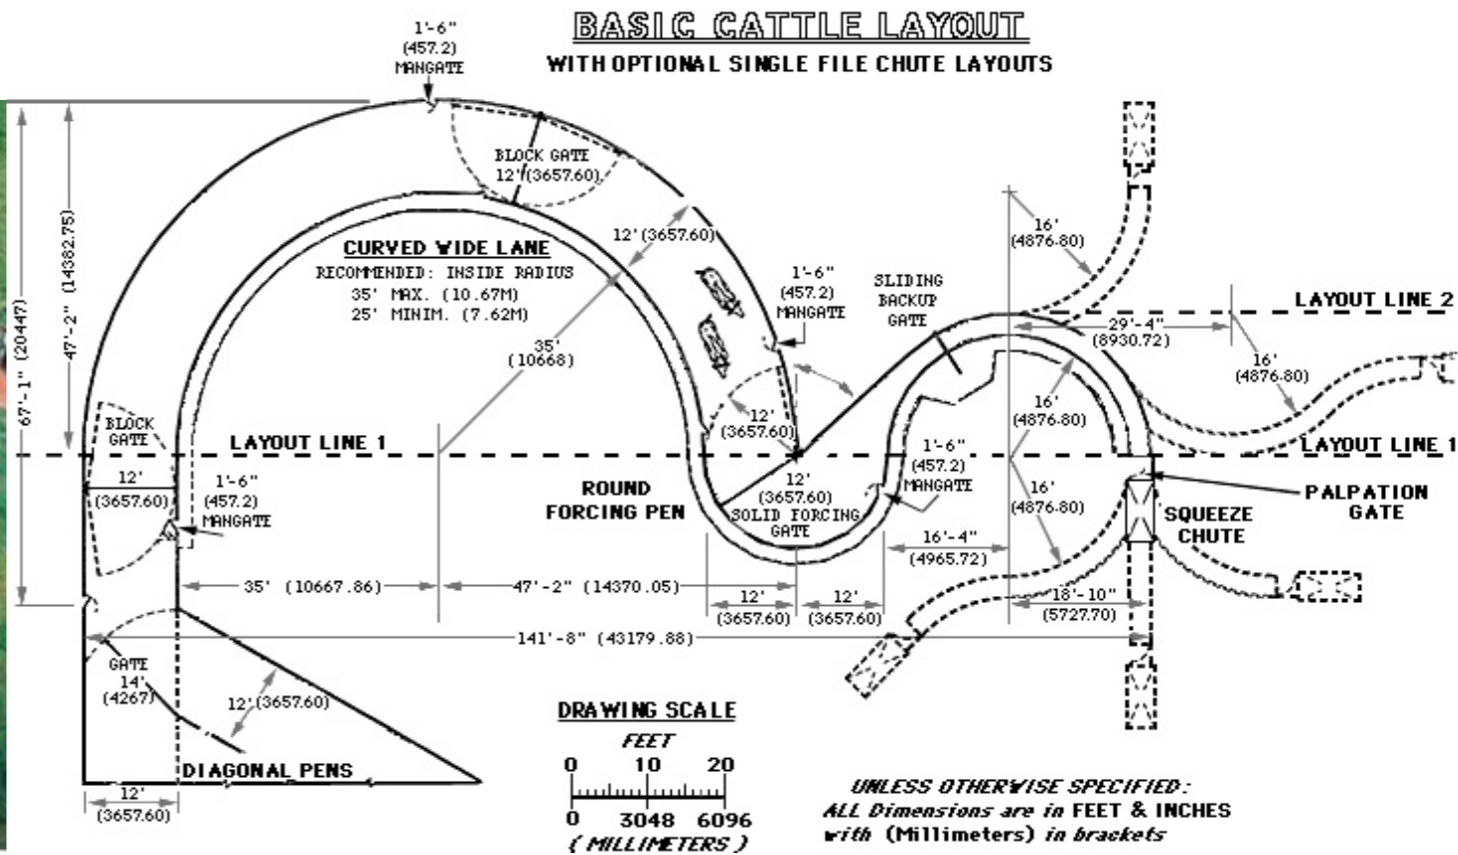 BASIC CATTLE LAYOUT
WITH OPTIONAL SINGLE FILE CHUTE LAYOUTS
1'-6"
(457.2)
MANGATE
BLOCK GATE
12' (3657.60)
CURVED WIDE LANE
RECOMMENDED: INSIDE RADIUS
35' MAX. (10.67M)
25' MINIM. (7.62M)
12' (3657.60)
35'
(10668)
1'-6"
(457.2)
MANGATE
SLIDING
BACKUP
GATE
16'
(4876.80)
LAYOUT LINE 2
29'-4"
(8930.72)
16'
(4876.80)
67'-1" (20447)
47'-2" (14382.75)
BLOCK
GATE
LAYOUT LINE 1
12'
(3657.60)
16'
(4876.80)
LAYOUT LINE 1
12'
(3657.60)
1'-6"
(457.2)
MANGATE
ROUND
FORCING PEN
12'
(3657.60)
SOLID FORCING
GATE
1'-6"
(457.2)
MANGATE
16'
(4876.80)
PALPATION
GATE
SQUEEZE
CHUTE
16'-4"
(4965.72)
35' (10667.86)
47'-2" (14370.05)
12'
(3657.60)
12'
(3657.60)
18'-10"
(5727.70)
141'-8" (43179.88)
GATE
14'
(4267)
12' (3657.60)
DIAGONAL PENS
12'
(3657.60)
DRAWING SCALE
FEET
0 10 20
0 3048 6096
( MILLIMETERS )
UNLESS OTHERWISE SPECIFIED:
ALL Dimensions are in FEET & INCHES
with (Millimeters) in brackets